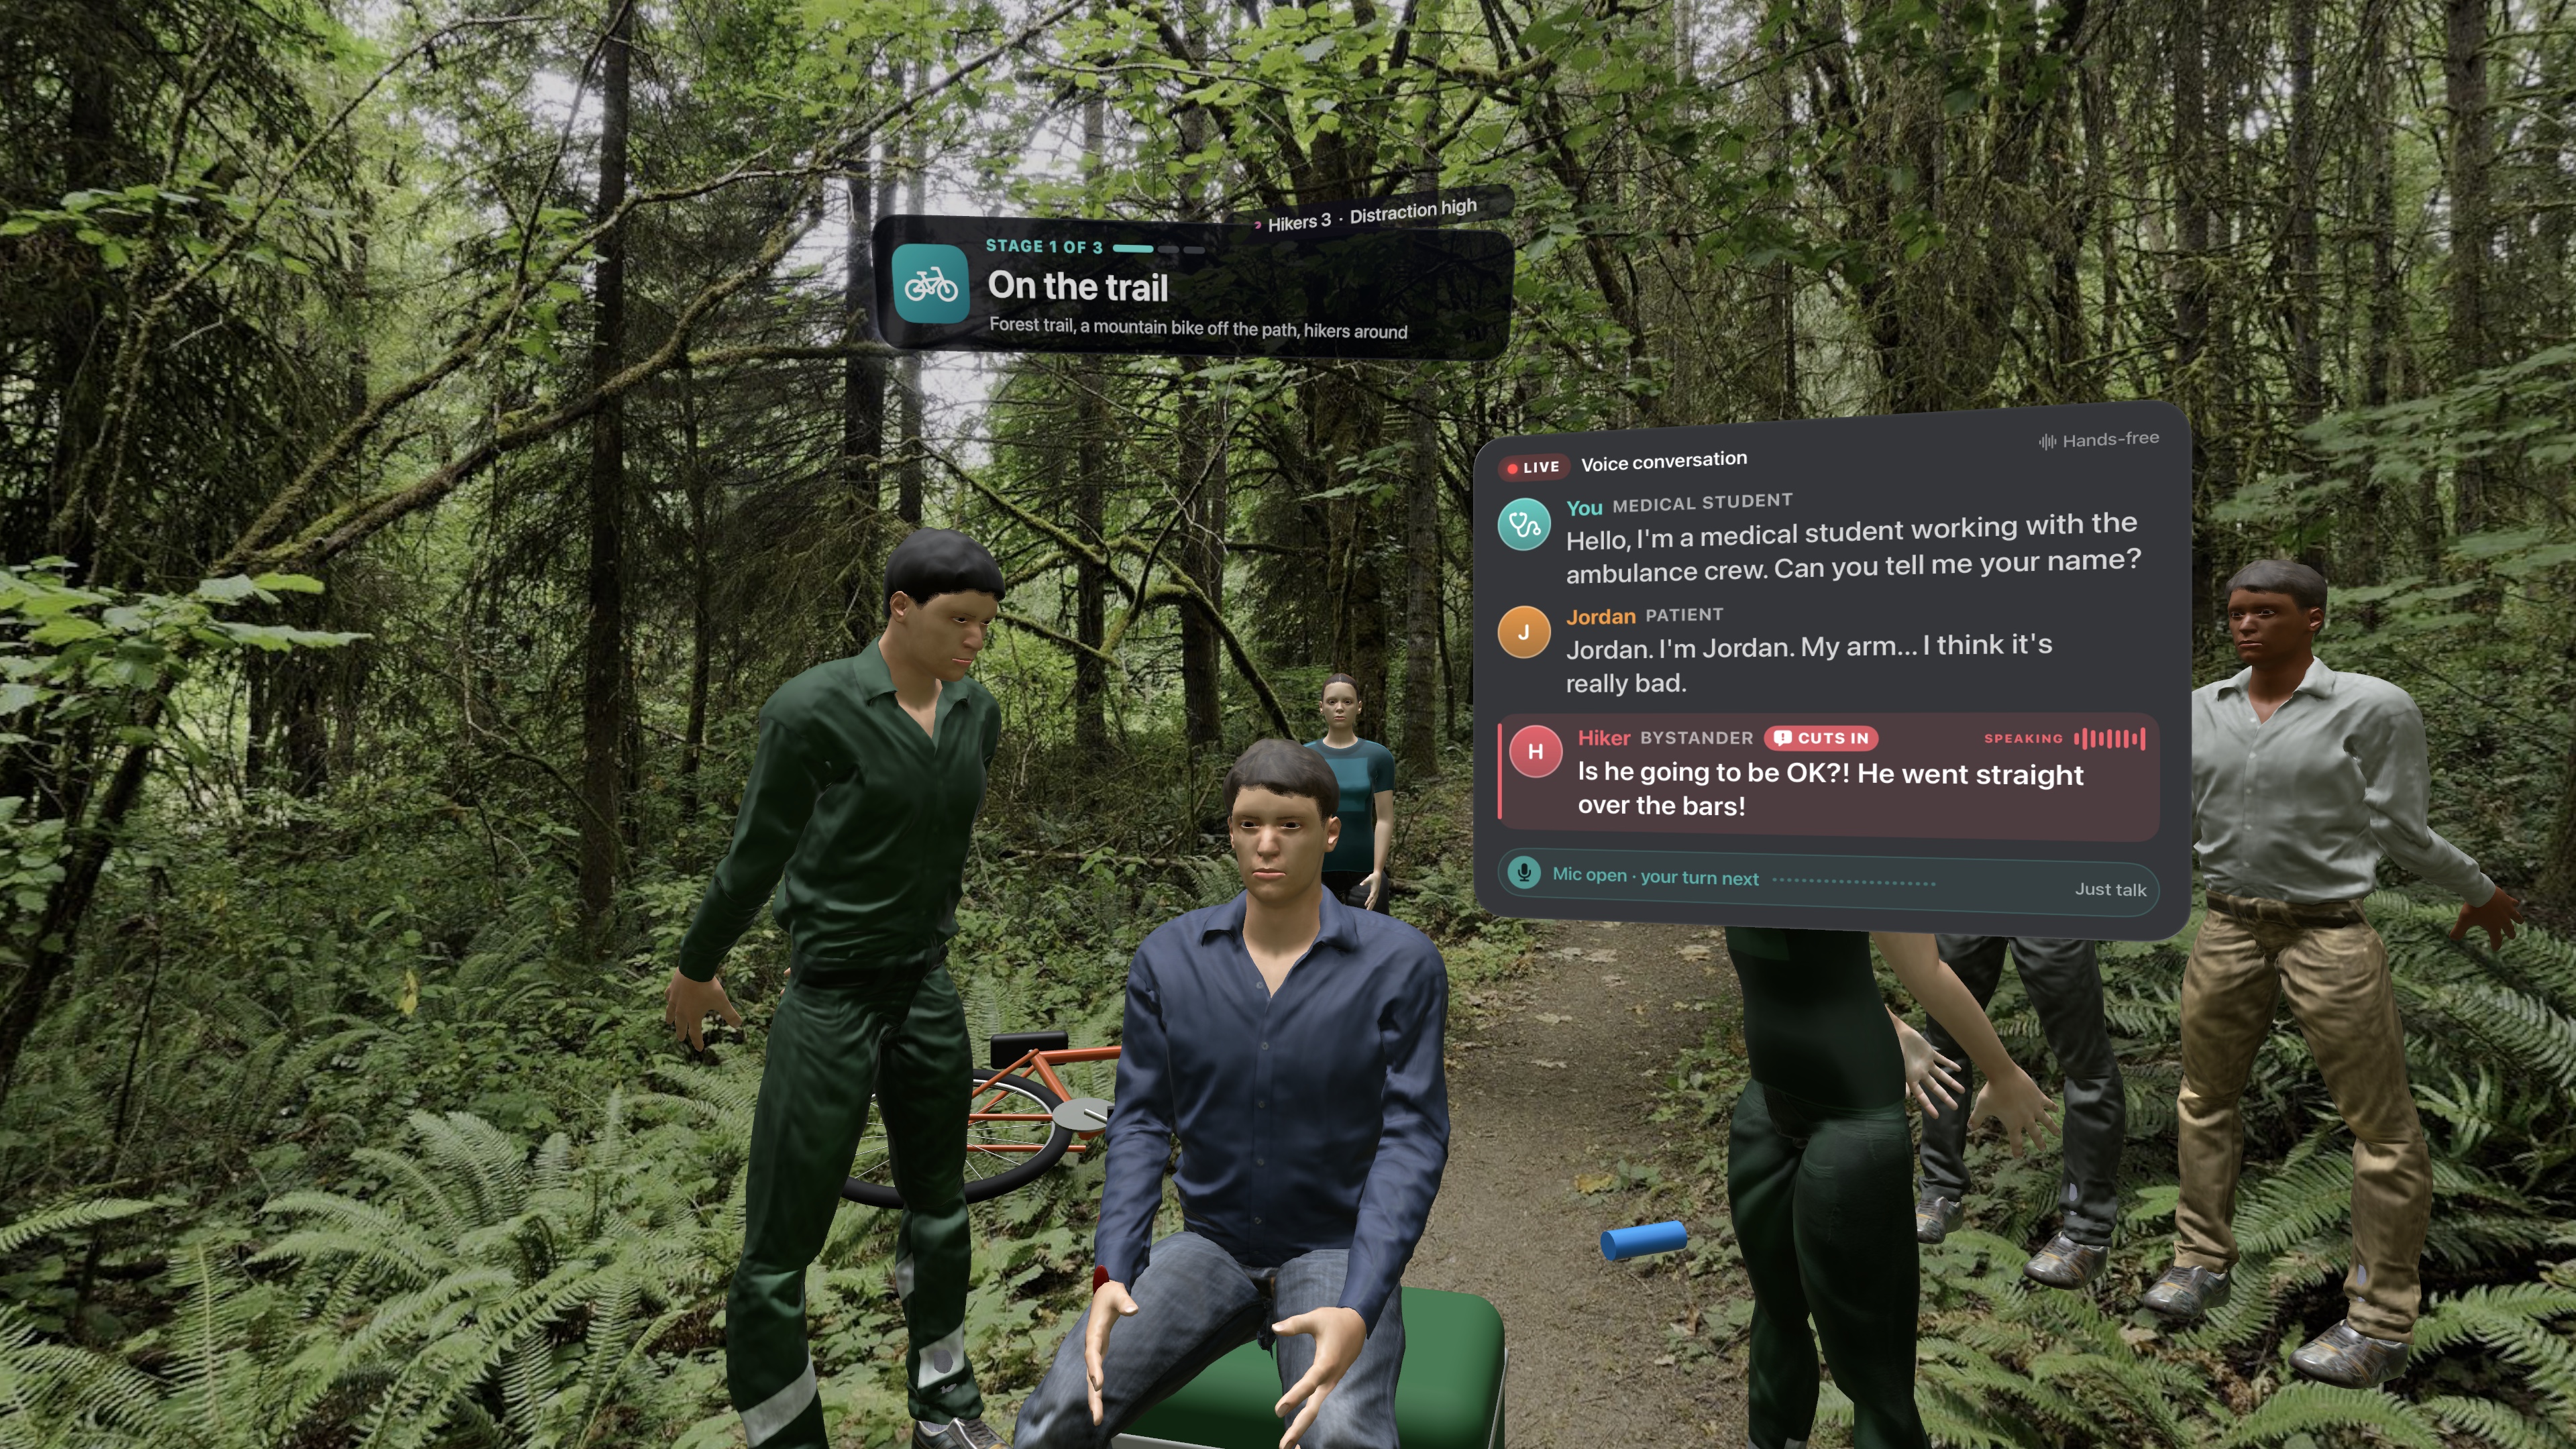 Hikers 3 · Distraction high
STAGE 1 OF 3
On the trail
Forest trail, a mountain bike off the path, hikers around
LIVE
Voice conversation
Hands-free
You MEDICAL STUDENT
Hello, I'm a medical student working with the
ambulance crew. Can you tell me your name?
J
Jordan PATIENT
Jordan. I'm Jordan. My arm... I think it's
really bad.
H
Hiker BYSTANDER
CUTS IN
SPEAKING
Is he going to be OK?! He went straight
over the bars!
Mic open · your turn next
Just talk